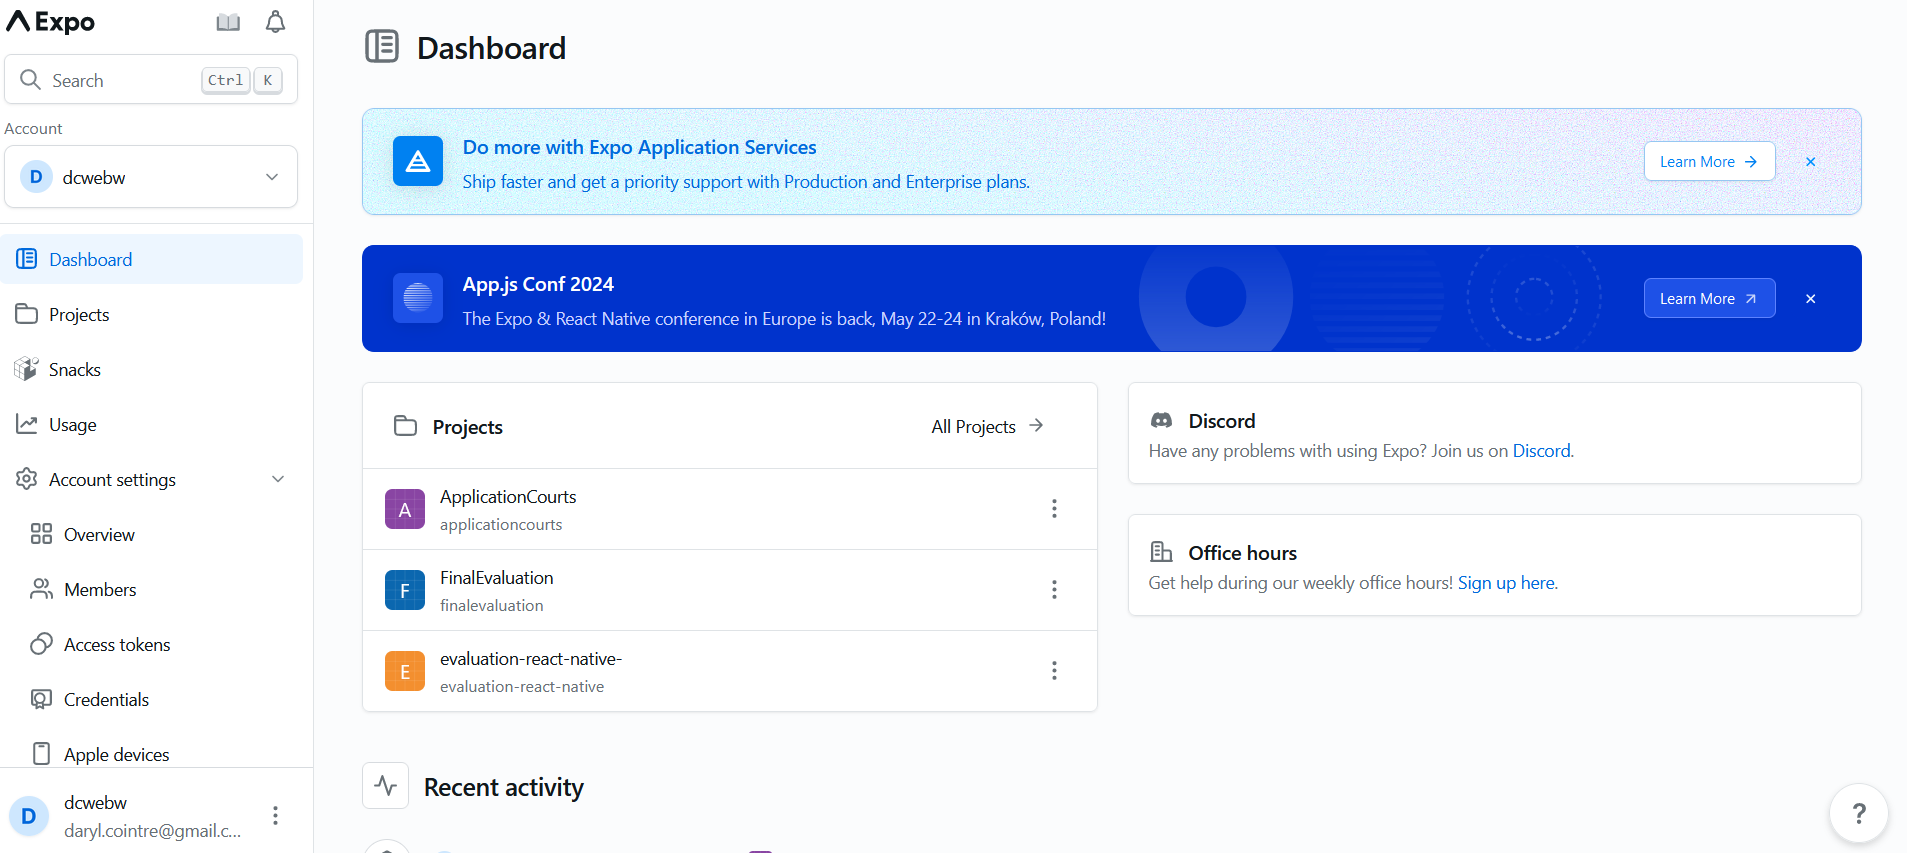 Expo
Search Ctrl K
Account
D dcwebw
Dashboard
Projects
Snacks
Usage
Account settings
Overview
Members
Access tokens
Credentials
Apple devices
D dcwebw
daryl.cointre@gmail.c...
Dashboard
Do more with Expo Application Services
Ship faster and get a priority support with Production and Enterprise plans.
Learn More
App.js Conf 2024
The Expo & React Native conference in Europe is back, May 22-24 in Kraków, Poland!
Learn More
Projects
All Projects
A ApplicationCourts
applicationcourts
F FinalEvaluation
finalevaluation
E evaluation-react-native-
evaluation-react-native
Discord
Have any problems with using Expo? Join us on Discord.
Office hours
Get help during our weekly office hours! Sign up here.
Recent activity
?